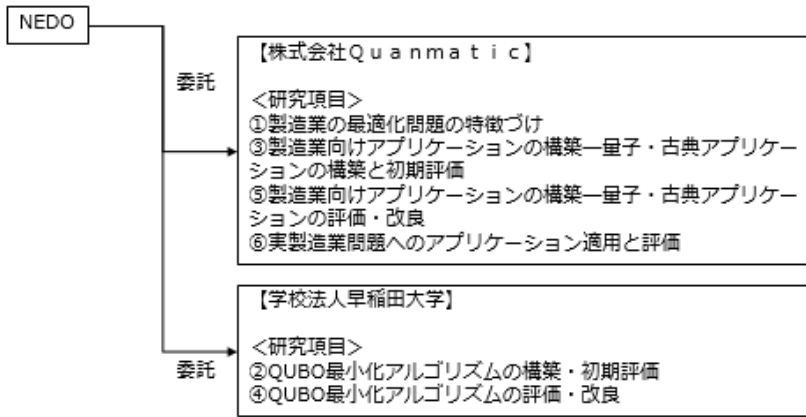 NEDO
委託
【株式会社Ｑｕａｎｍａｔｉｃ】
＜研究項目＞
①製造業の最適化問題の特徴づけ
③製造業向けアプリケーションの構築―量子・古典アプリケー
ションの構築と初期評価
⑤製造業向けアプリケーションの構築―量子・古典アプリケー
ションの評価・改良
⑥実製造業問題へのアプリケーション適用と評価
委託
【学校法人早稲田大学】
＜研究項目＞
②QUBO最小化アルゴリズムの構築・初期評価
④QUBO最小化アルゴリズムの評価・改良